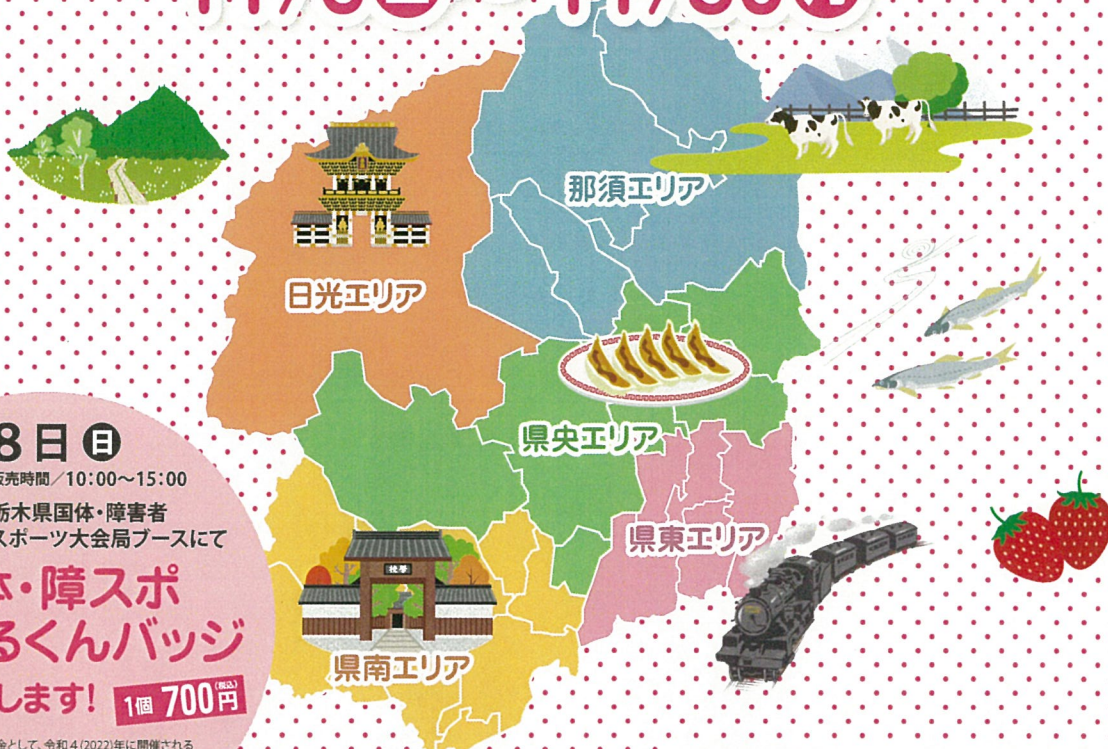 那須エリア
日光エリア
県央エリア
県東エリア
學校
県南エリア
8日 日
販売時間／10:00～15:00
栃木県国体・障害者
スポーツ大会局ブースにて
体・障スポ
るくんバッジ
します!
1個 700円(税込)
会として、令和4(2022)年に開催される